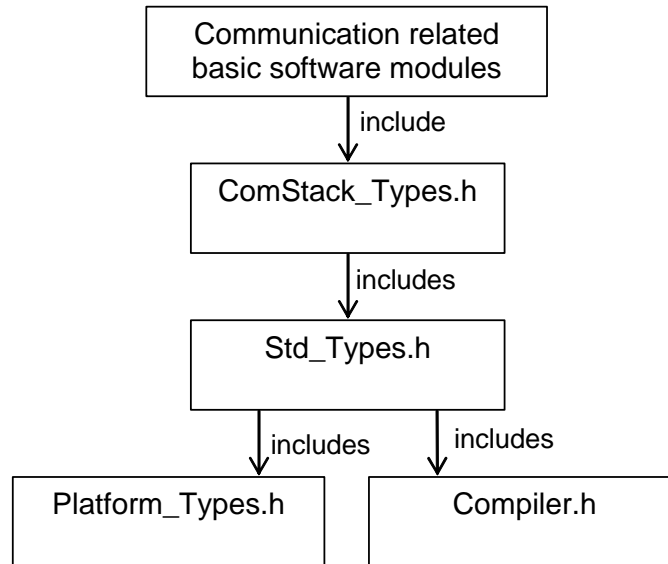 Communication related
basic software modules
include
ComStack_Types.h
includes
Std_Types.h
includes
includes
Platform_Types.h
Compiler.h